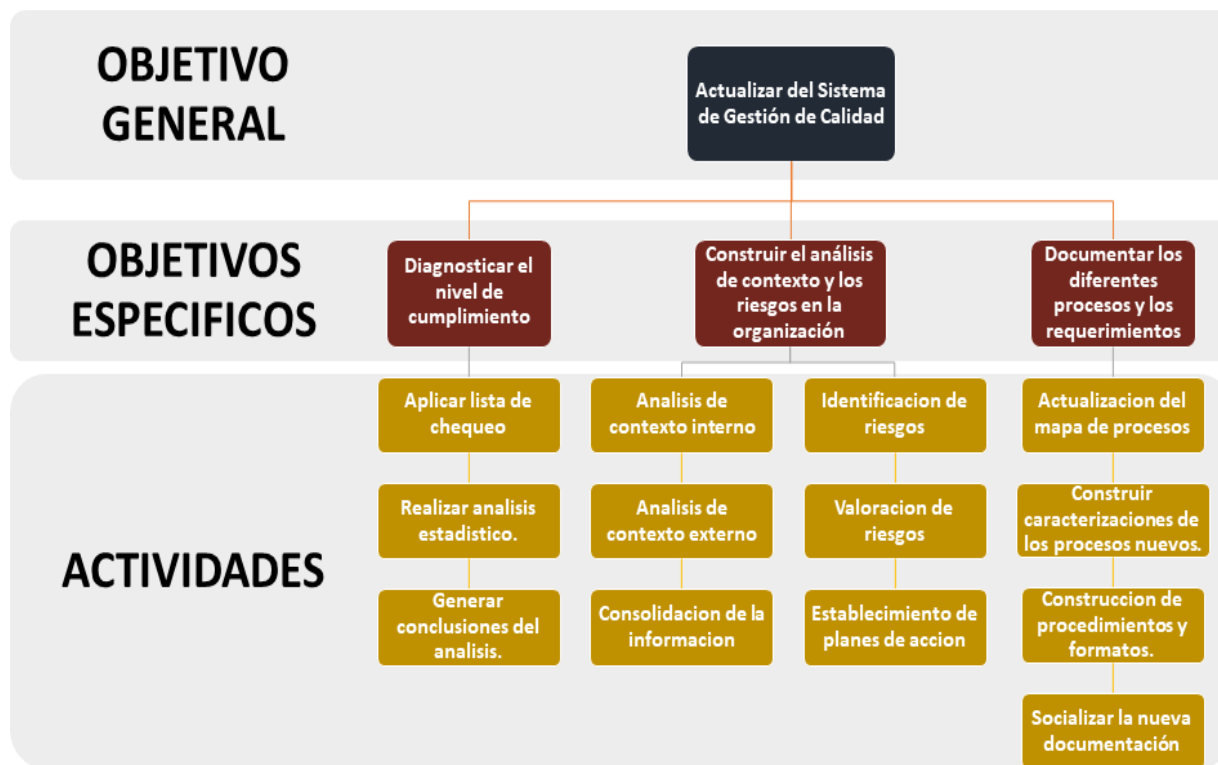 OBJETIVO
GENERAL
Actualizar del Sistema
de Gestión de Calidad
OBJETIVOS
ESPECIFICOS
Diagnosticar el
nivel de
cumplimiento
Construir el análisis
de contexto y los
riesgos en la
organización
Documentar los
diferentes
procesos y los
requerimientos
ACTIVIDADES
Aplicar lista de
chequeo
Realizar analisis
estadistico.
Generar
conclusiones del
analisis.
Analisis de
contexto interno
Analisis de
contexto externo
Consolidacion de la
informacion
Identificacion de
riesgos
Valoracion de
riesgos
Establecimiento de
planes de accion
Actualizacion del
mapa de procesos
Construir
caracterizaciones de
los procesos nuevos.
Construccion de
procedimientos y
formatos.
Socializar la nueva
documentación